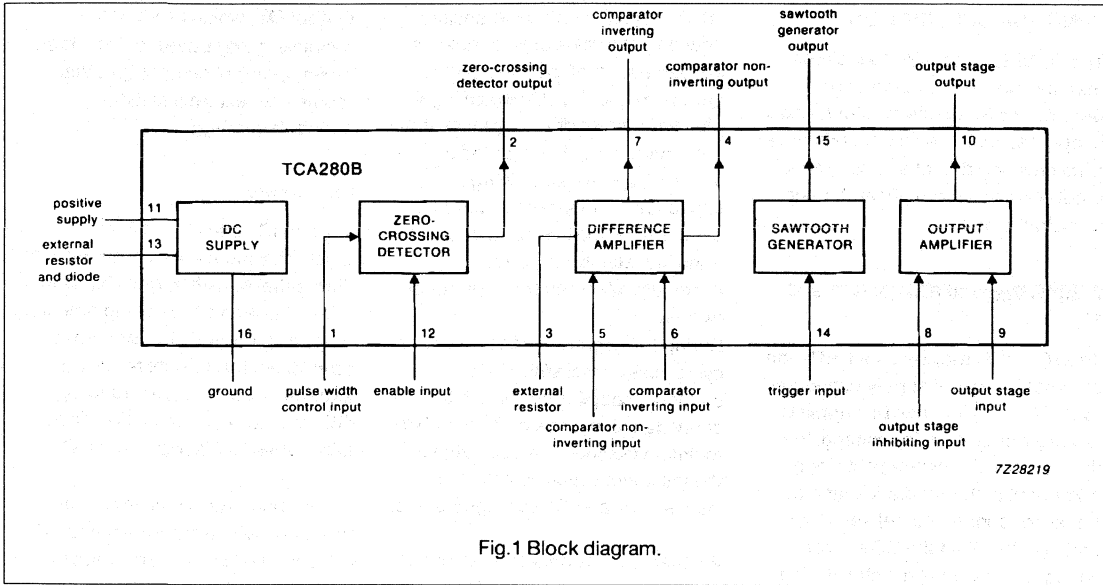 comparator
inverting
output
sawtooth
generator
output
zero-crossing
detector output
comparator non-
inverting output
output stage
output
2
7
4
15
10
TCA280B
positive
supply
11
external
resistor
and diode
13
DC
SUPPLY
ZERO-
CROSSING
DETECTOR
DIFFERENCE
AMPLIFIER
SAWTOOTH
GENERATOR
OUTPUT
AMPLIFIER
16
1
12
3
5
6
14
8
9
ground
pulse width
control input
enable input
external
resistor
comparator
inverting input
trigger input
output stage
input
comparator non-
inverting input
output stage
inhibiting input
7Z28219
Fig.1 Block diagram.